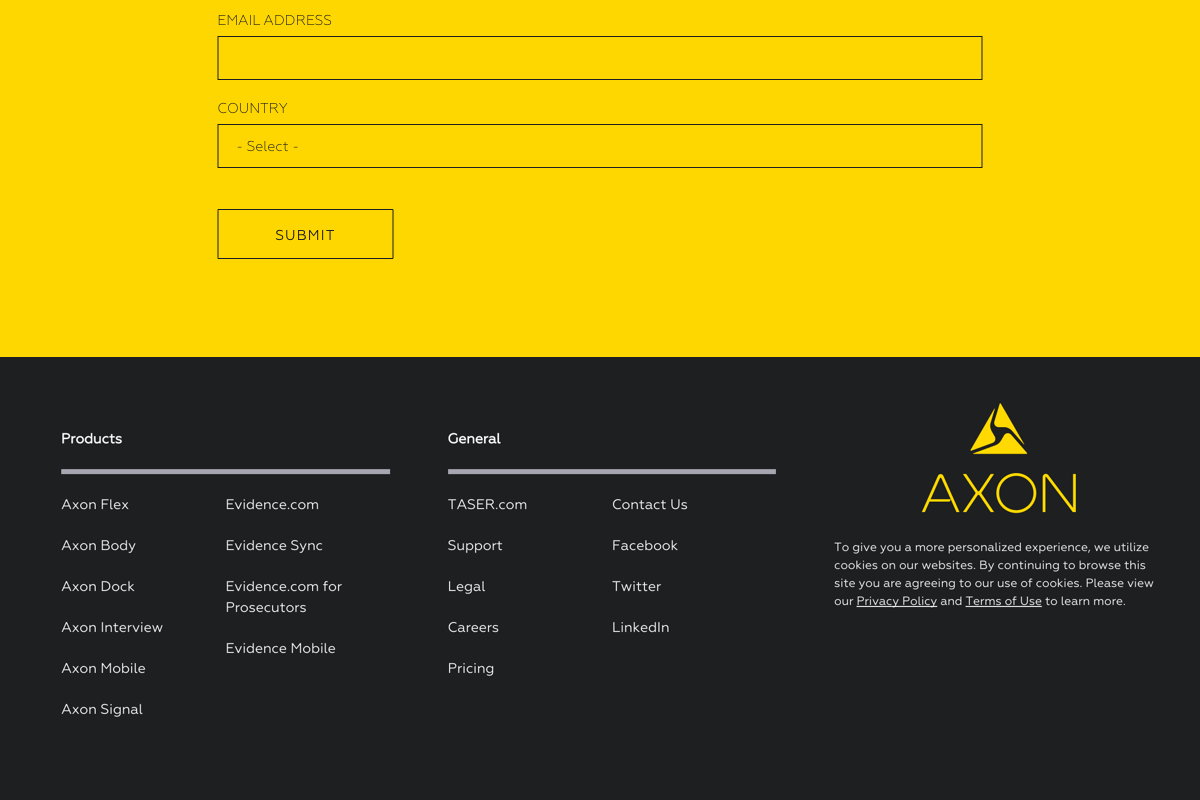 EMAIL ADDRESS
COUNTRY
- Select -
SUBMIT
Products
Axon Flex
Axon Body
Axon Dock
Axon Interview
Axon Mobile
Axon Signal
Evidence.com
Evidence Sync
Evidence.com for
Prosecutors
Evidence Mobile
General
TASER.com
Support
Legal
Careers
Pricing
Contact Us
Facebook
Twitter
LinkedIn
AXON
To give you a more personalized experience, we utilize
cookies on our websites. By continuing to browse this
site you are agreeing to our use of cookies. Please view
our Privacy Policy and Terms of Use to learn more.